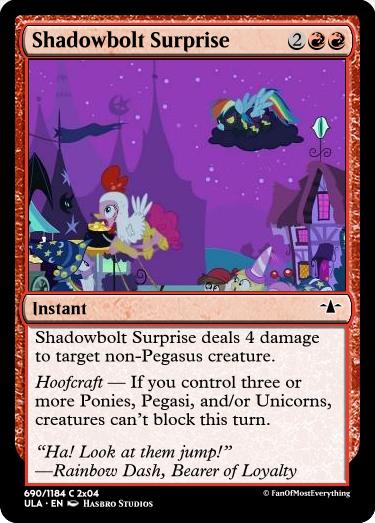 Shadowbolt Surprise 2
Instant
Shadowbolt Surprise deals 4 damage
to target non-Pegasus creature.
Hoofcraft — If you control three or
more Ponies, Pegasi, and/or Unicorns,
creatures can't block this turn.
"Ha! Look at them jump!"
—Rainbow Dash, Bearer of Loyalty
690/1184 C 2x04
ULA • EN Hasbro Studios
© FanOfMostEverything